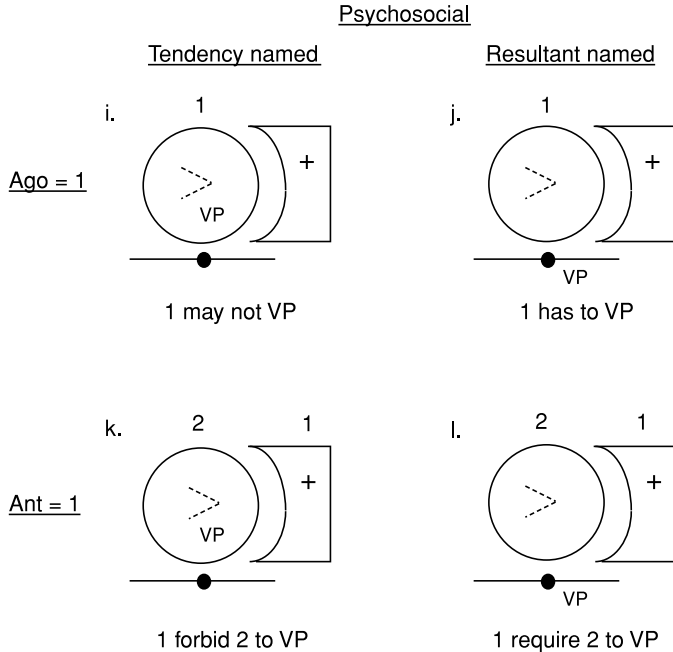 Psychosocial
Tendency named
Resultant named
i.
1
+
VP
j.
1
+
VP
Ago = 1
1 may not VP
1 has to VP
k.
2
1
+
VP
l.
2
1
+
VP
Ant = 1
1 forbid 2 to VP
1 require 2 to VP